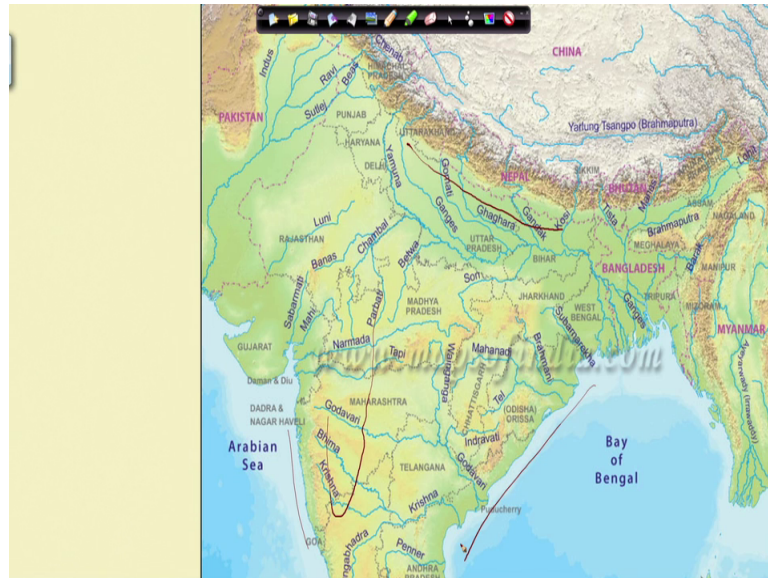 CHINA
Indus
Chenab
Ravi
Beas
HIMACHAL
PRADESH
Sutlej
PUNJAB
PAKISTAN
UTTARAKHAND
Yarlung Tsangpo (Brahmaputra)
HARYANA
DELHI
Yamuna
Gomati
NEPAL
SIKKIM
BHUTAN
Lohit
Manas
ASSAM
NAGALAND
Ganges
Ghaghara
Gandak
Kosi
Tista
Brahmaputra
MEGHALAYA
Luni
RAJASTHAN
Chambal
Banas
Betwa
UTTAR
PRADESH
BIHAR
BANGLADESH
Barak
MANIPUR
Sabarmati
Mahi
Parbati
Son
MADHYA
PRADESH
JHARKHAND
WEST
BENGAL
Ganges
TRIPURA
MIZORAM
MYANMAR
Subarnarekha
GUJARAT
Narmada
Tapi
Wainganga
Mahanadi
Brahmani
www.mapsofindia.com
Ayeyarwady (Irrawaddy)
Daman & Diu
DADRA &
NAGAR HAVELI
MAHARASHTRA
CHHATTISGARH
Tel
(ODISHA)
ORISSA
Godavari
Bhima
Indravati
Arabian
Sea
Bay
of
Bengal
TELANGANA
Godavari
Krishna
Krishna
Puducherry
GOA
Penner
ANDHRA
PRADESH